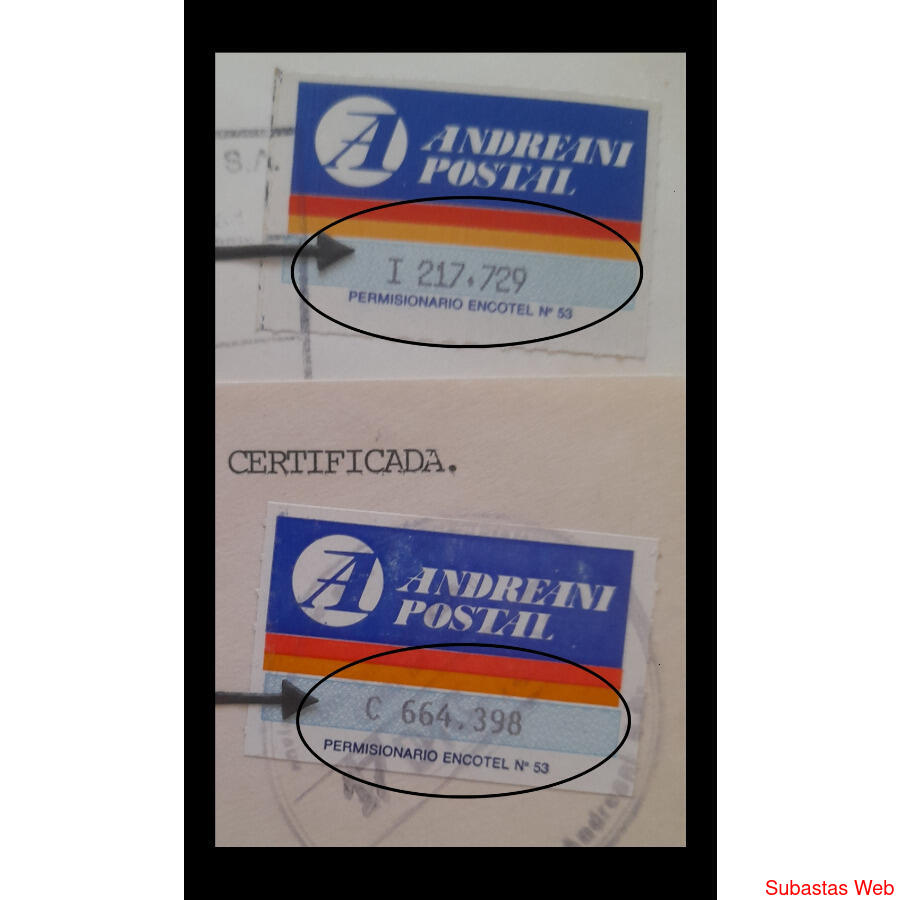 S.A.
ANDREANI
POSTAL
I 217.729
PERMISIONARIO ENCOTEL Nº 53
CERTIFICADA.
ANDREANI
POSTAL
C 664.398
PERMISIONARIO ENCOTEL Nº 53
Subastas Web